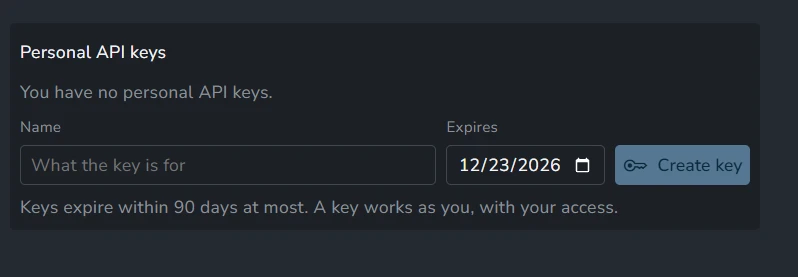 Personal API keys
You have no personal API keys.
Name
Expires
What the key is for
12/23/2026
Create key
Keys expire within 90 days at most. A key works as you, with your access.